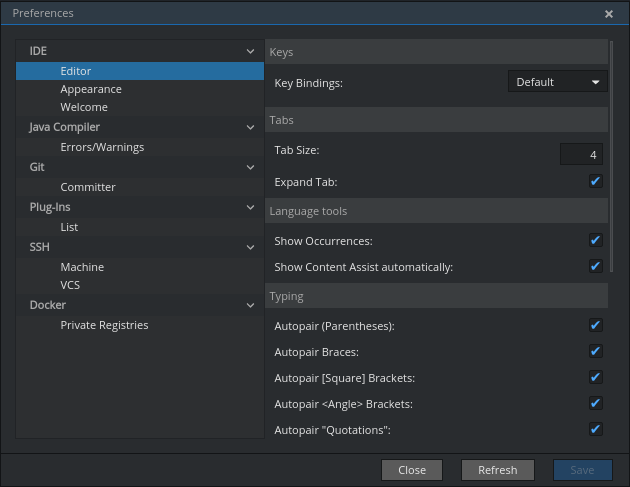 Preferences
IDE
Editor
Appearance
Welcome
Java Compiler
Errors/Warnings
Git
Committer
Plug-Ins
List
SSH
Machine
VCS
Docker
Private Registries
Keys
Key Bindings: Default
Tabs
Tab Size: 4
Expand Tab:
Language tools
Show Occurrences:
Show Content Assist automatically:
Typing
Autopair (Parentheses):
Autopair Braces:
Autopair [Square] Brackets:
Autopair <Angle> Brackets:
Autopair "Quotations":
Close Refresh Save